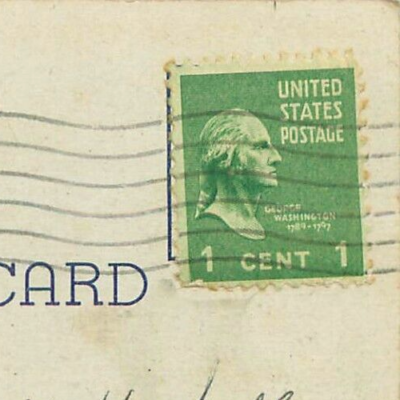 UNITED
STATES
POSTAGE
GEORGE
WASHINGTON
1789-1797
1 CENT 1
CARD